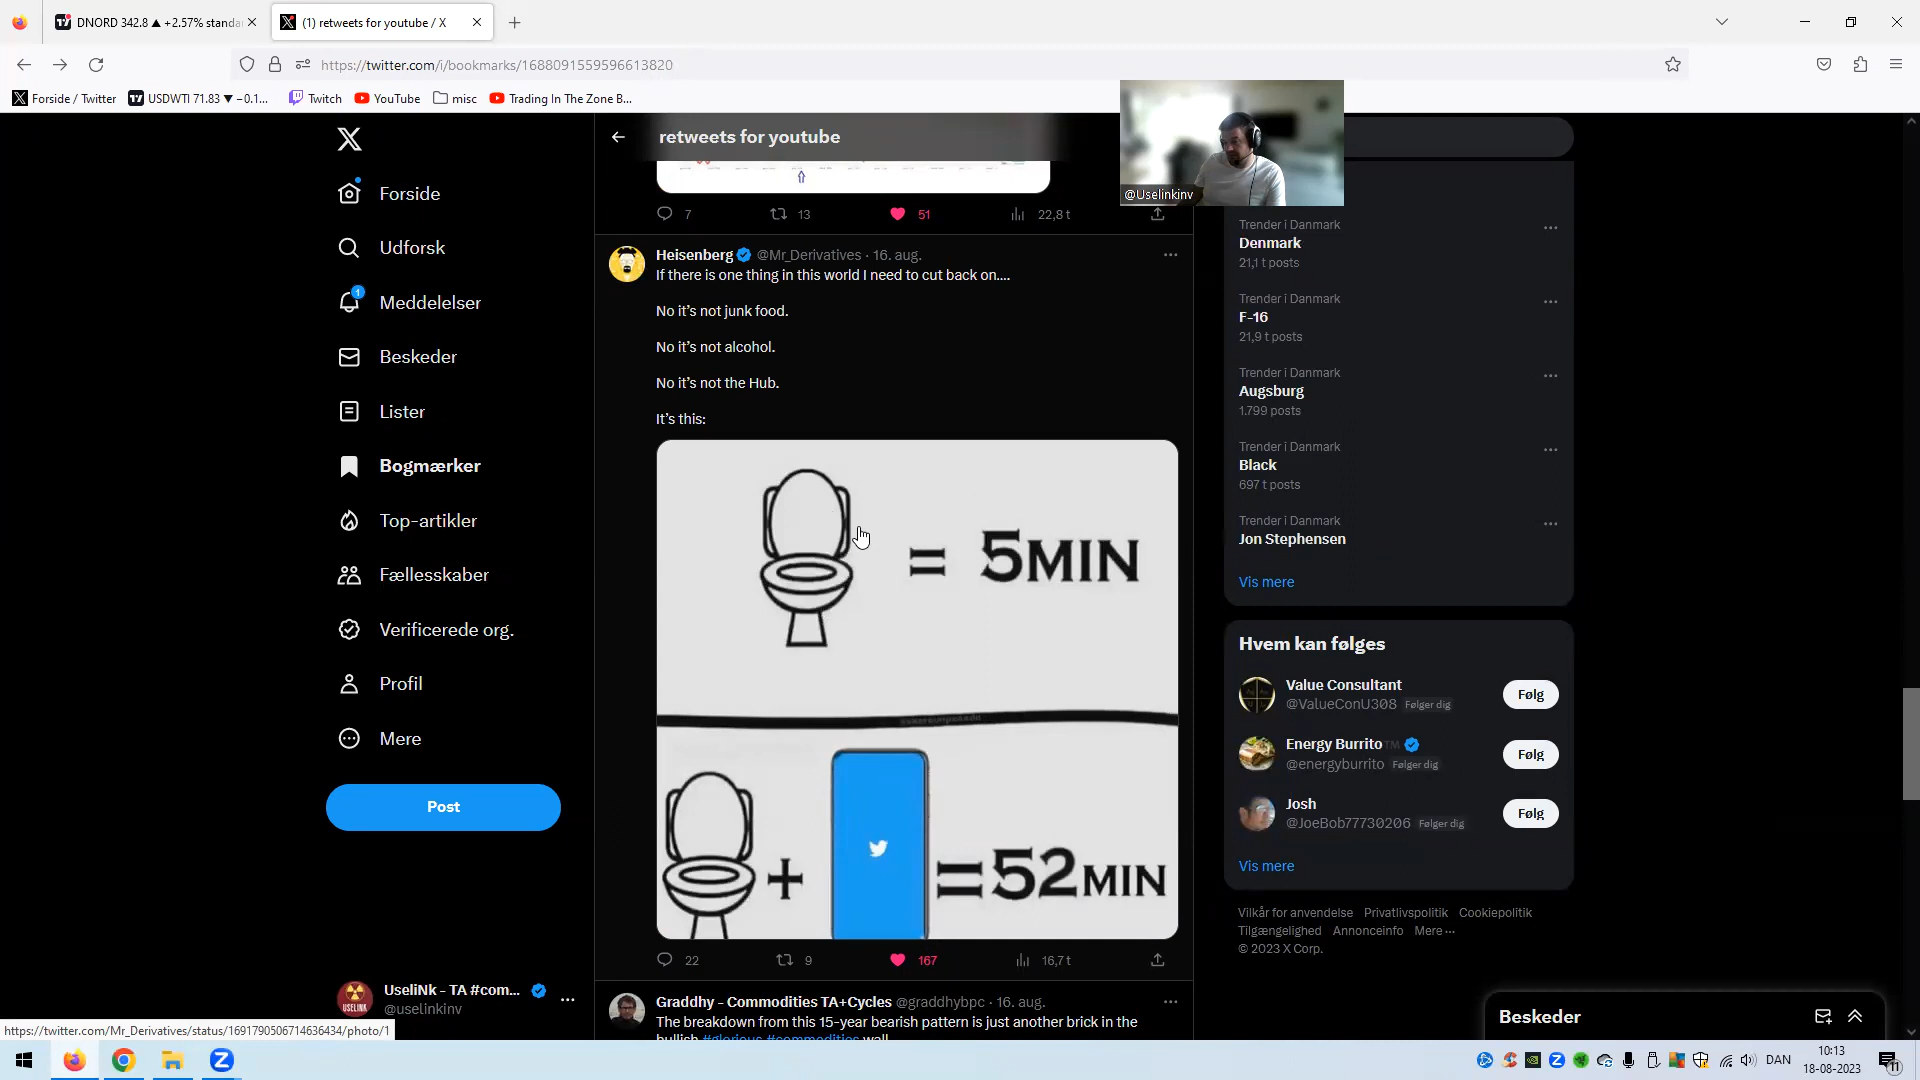 DNORD 342.8 ▲ +2.57% standa
(1) retweets for youtube / X
https://twitter.com/i/bookmarks/1688091559596613820
Forside / Twitter
USDWTI 71.83 ▼ −0.1...
Twitch
YouTube
misc
Trading In The Zone B...
@Uselinkinv
Forside
Udforsk
1
Meddelelser
Beskeder
Lister
Bogmærker
Top-artikler
Fællesskaber
Verificerede org.
Profil
Mere
Post
UseliNk - TA #com...
@uselinkinv
USELINK
retweets for youtube
7 13 51 22,8 t
Heisenberg @Mr_Derivatives · 16. aug.
If there is one thing in this world I need to cut back on....
No it's not junk food.
No it's not alcohol.
No it's not the Hub.
It's this:
= 5MIN
+ =52MIN
22 9 167 16,7 t
Graddhy - Commodities TA+Cycles @graddhybpc · 16. aug.
The breakdown from this 15-year bearish pattern is just another brick in the
bullish #glorious #commodities wall
Trender i Danmark
Denmark
21,1 t posts
Trender i Danmark
F-16
21,9 t posts
Trender i Danmark
Augsburg
1.799 posts
Trender i Danmark
Black
697 t posts
Trender i Danmark
Jon Stephensen
Vis mere
Hvem kan følges
Value Consultant
@ValueConU308 Følger dig
Følg
Energy Burrito™
@energyburrito Følger dig
Følg
Josh
@JoeBob77730206 Følger dig
Følg
Vis mere
Vilkår for anvendelse Privatlivspolitik Cookiepolitik
Tilgængelighed Annonceinfo Mere ···
© 2023 X Corp.
Beskeder
https://twitter.com/Mr_Derivatives/status/1691790506714636434/photo/1
DAN
10:13
18-08-2023
11